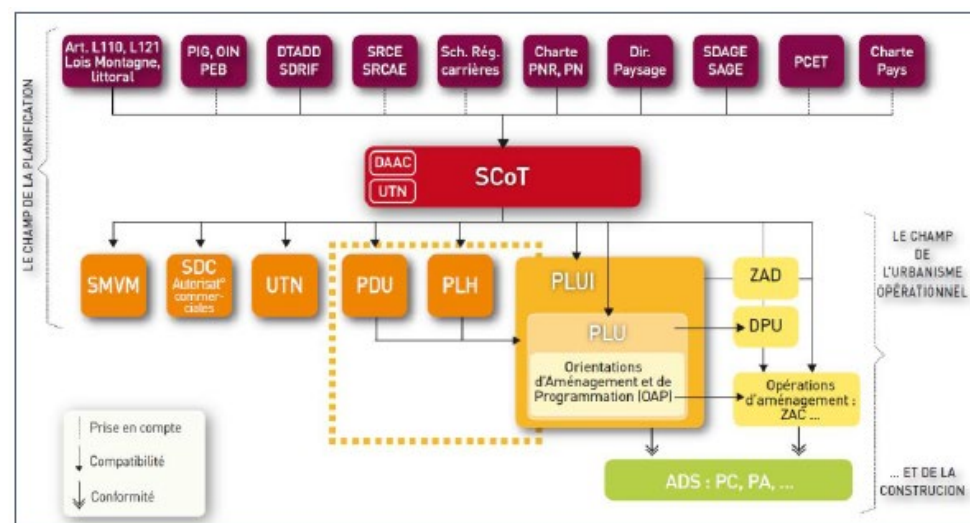 LE CHAMP DE LA PLANIFICATION
Art. L110, L121
Lois Montagne,
littoral
PIG, OIN
PEB
DTADD
SDRIF
SRCE
SRCAE
Sch. Rég.
carrières
Charte
PNR, PN
Dir.
Paysage
SDAGE
SAGE
PCET
Charte
Pays
DAAC
UTN
SCoT
SMVM
SDC
Autorisat°
commer-
ciales
UTN
PDU
PLH
PLUI
PLU
Orientations
d'Aménagement et de
Programmation (OAP)
ZAD
DPU
Opérations
d'aménagement :
ZAC ...
LE CHAMP
DE
L'URBANISME
OPÉRATIONNEL
Prise en compte
Compatibilité
Conformité
ADS : PC, PA, ...
... ET DE LA
CONSTRUCION